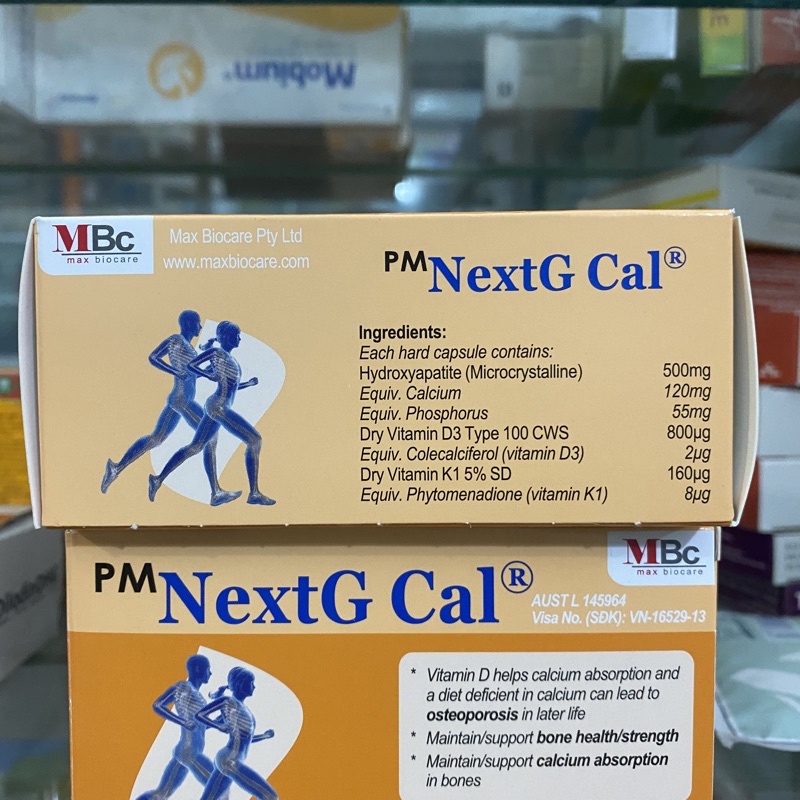 Mobium
MBc
max biocare
Max Biocare Pty Ltd
www.maxbiocare.com
PM NextG Cal®
Ingredients:
Each hard capsule contains:
Hydroxyapatite (Microcrystalline) 500mg
Equiv. Calcium 120mg
Equiv. Phosphorus 55mg
Dry Vitamin D3 Type 100 CWS 800µg
Equiv. Colecalciferol (vitamin D3) 2µg
Dry Vitamin K1 5% SD 160µg
Equiv. Phytomenadione (vitamin K1) 8µg
PM NextG Cal®
MBc
max biocare
AUST L 145964
Visa No. (SĐK): VN-16529-13
* Vitamin D helps calcium absorption and
a diet deficient in calcium can lead to
osteoporosis in later life
* Maintain/support bone health/strength
* Maintain/support calcium absorption
in bones